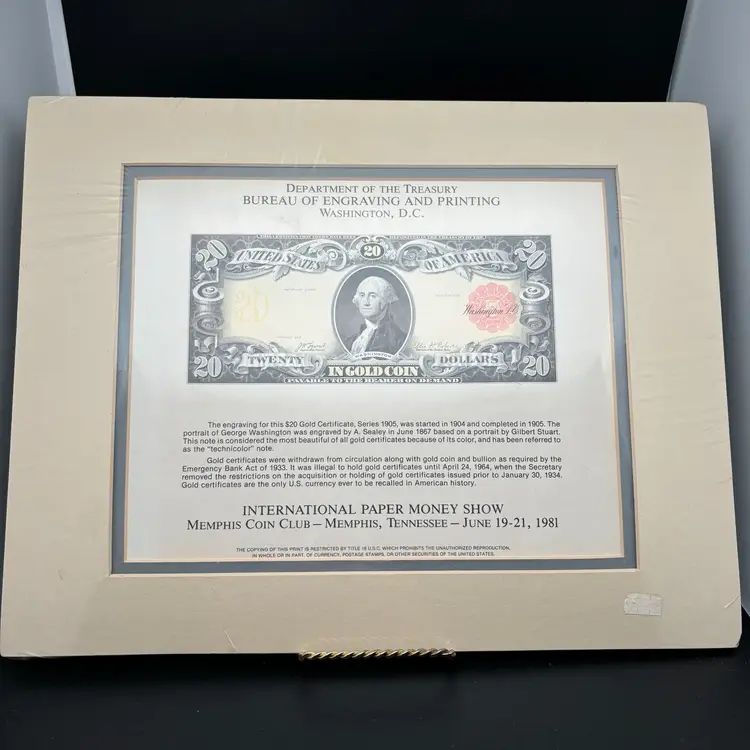 DEPARTMENT OF THE TREASURY
BUREAU OF ENGRAVING AND PRINTING
WASHINGTON, D.C.
20 20 20
UNITED STATES OF AMERICA
20
Washington, D.C.
20 TWENTY DOLLARS 20
IN GOLD COIN
PAYABLE TO THE BEARER ON DEMAND
The engraving for this $20 Gold Certificate, Series 1905, was started in 1904 and completed in 1905. The
portrait of George Washington was engraved by A. Sealey in June 1867 based on a portrait by Gilbert Stuart.
This note is considered the most beautiful of all gold certificates because of its color, and has been referred to
as the "technicolor" note.
Gold certificates were withdrawn from circulation along with gold coin and bullion as required by the
Emergency Bank Act of 1933. It was illegal to hold gold certificates until April 24, 1964, when the Secretary
removed the restrictions on the acquisition or holding of gold certificates issued prior to January 30, 1934.
Gold certificates are the only U.S. currency ever to be recalled in American history.
INTERNATIONAL PAPER MONEY SHOW
MEMPHIS COIN CLUB — MEMPHIS, TENNESSEE — JUNE 19-21, 1981
THE COPYING OF THIS PRINT IS RESTRICTED BY TITLE 18 U.S.C. WHICH PROHIBITS THE UNAUTHORIZED REPRODUCTION,
IN WHOLE OR IN PART, OF CURRENCY, POSTAGE STAMPS, OR OTHER SECURITIES OF THE UNITED STATES.